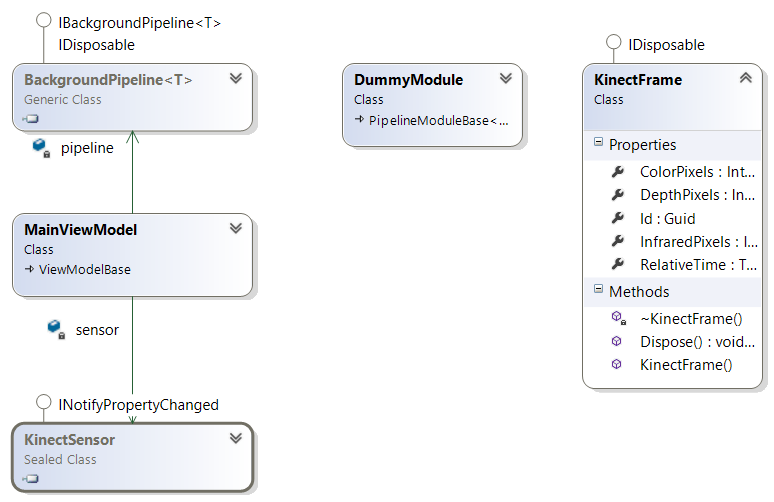 IBackgroundPipeline<T>
IDisposable
BackgroundPipeline<T>
Generic Class
pipeline
MainViewModel
Class
ViewModelBase
sensor
INotifyPropertyChanged
KinectSensor
Sealed Class
DummyModule
Class
PipelineModuleBase<...
IDisposable
KinectFrame
Class
Properties
ColorPixels : Int...
DepthPixels : In...
Id : Guid
InfraredPixels : I...
RelativeTime : T...
Methods
~KinectFrame()
Dispose() : void...
KinectFrame()